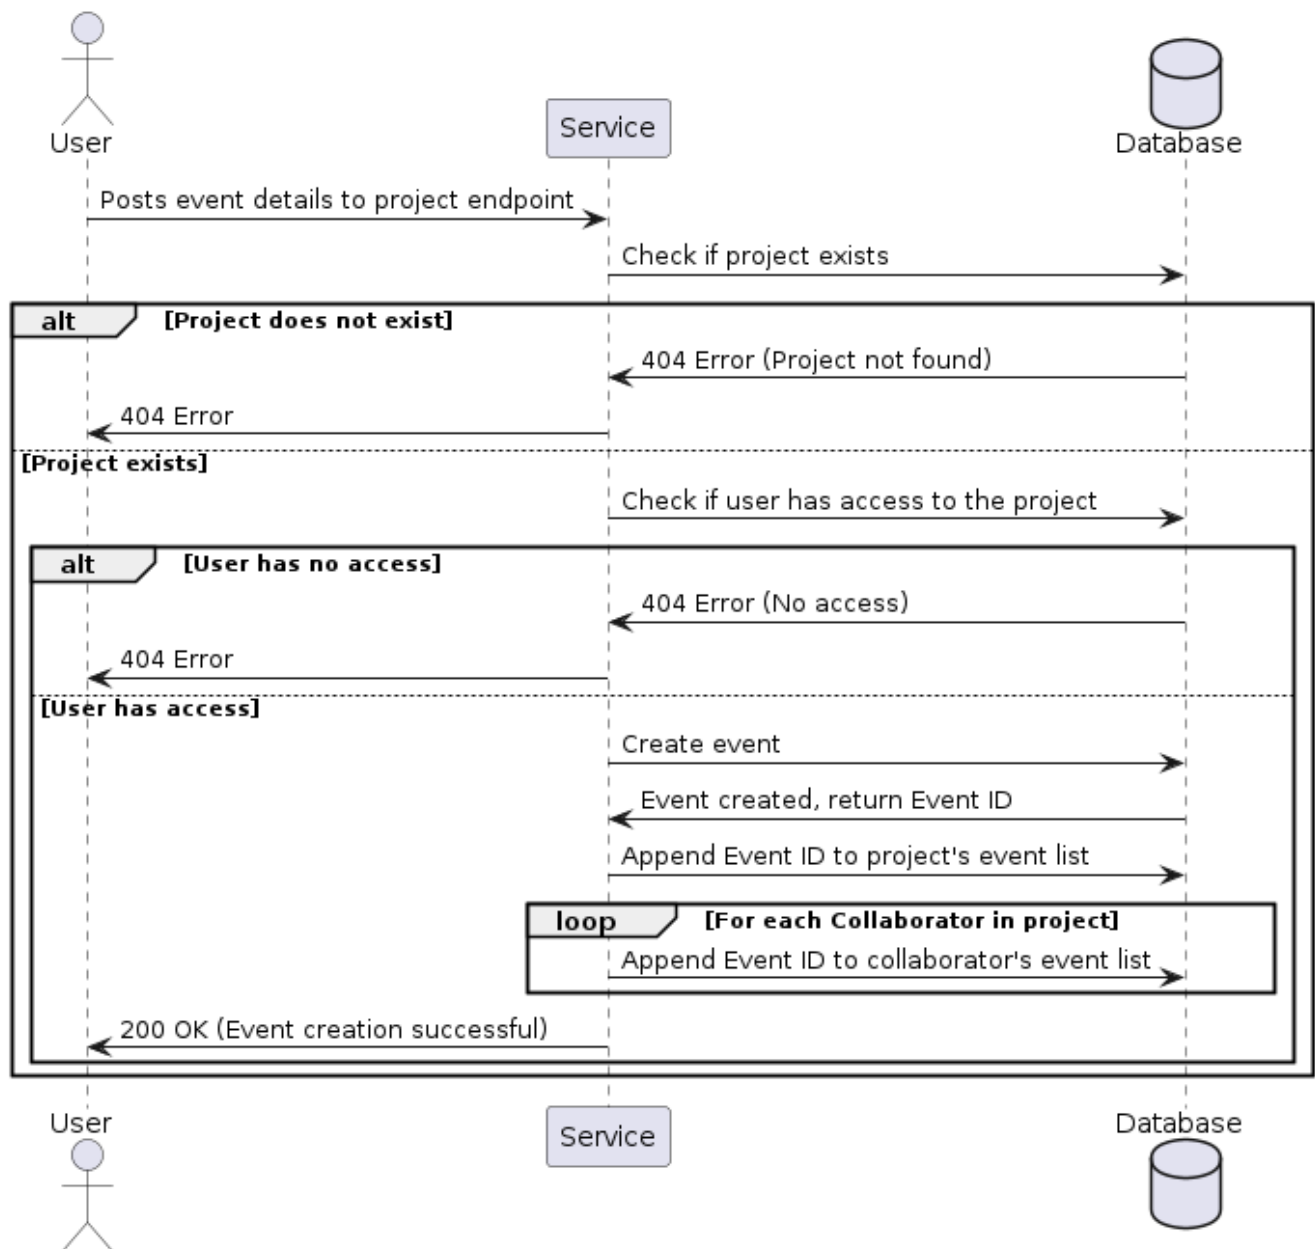 User
Service
Database
Posts event details to project endpoint
Check if project exists
alt [Project does not exist]
404 Error (Project not found)
404 Error
[Project exists]
Check if user has access to the project
alt [User has no access]
404 Error (No access)
404 Error
[User has access]
Create event
Event created, return Event ID
Append Event ID to project's event list
loop [For each Collaborator in project]
Append Event ID to collaborator's event list
200 OK (Event creation successful)
User
Service
Database